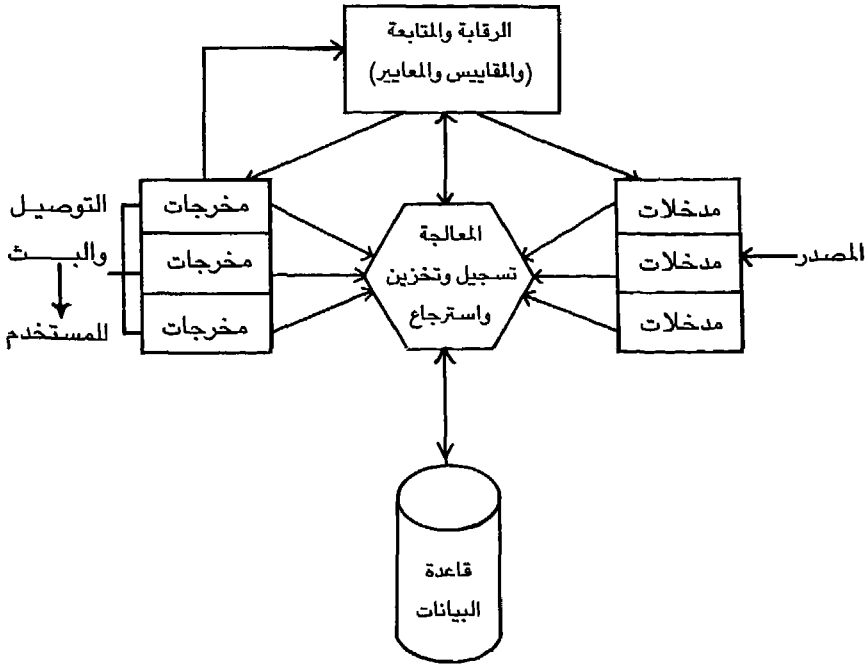 الرقابة والمتابعة
(والمقاييس والمعايير)
المصدر
مدخلات
مدخلات
مدخلات
المعالجة
تسجيل وتخزين
واسترجاع
مخرجات
مخرجات
مخرجات
التوصيل
والبث
للمستخدم
قاعدة
البيانات